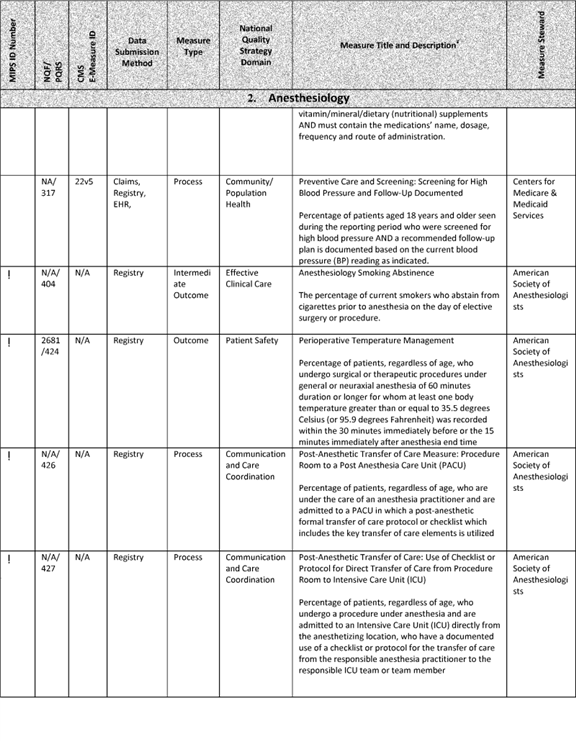 MIPS ID Number
NQF/
PQRS
CMS
E-Measure ID
Data
Submission
Method
Measure
Type
National
Quality
Strategy
Domain
Measure Title and Description
Measure Steward
2. Anesthesiology
vitamin/mineral/dietary (nutritional) supplements
AND must contain the medications' name, dosage,
frequency and route of administration.
NA/
317
22v5
Claims,
Registry,
EHR,
Process
Community/
Population
Health
Preventive Care and Screening: Screening for High
Blood Pressure and Follow-Up Documented
Percentage of patients aged 18 years and older seen
during the reporting period who were screened for
high blood pressure AND a recommended follow-up
plan is documented based on the current blood
pressure (BP) reading as indicated.
Centers for
Medicare &
Medicaid
Services
!
N/A/
404
N/A
Registry
Intermedi
ate
Outcome
Effective
Clinical Care
Anesthesiology Smoking Abstinence
The percentage of current smokers who abstain from
cigarettes prior to anesthesia on the day of elective
surgery or procedure.
American
Society of
Anesthesiologi
sts
!
2681
/424
N/A
Registry
Outcome
Patient Safety
Perioperative Temperature Management
Percentage of patients, regardless of age, who
undergo surgical or therapeutic procedures under
general or neuraxial anesthesia of 60 minutes
duration or longer for whom at least one body
temperature greater than or equal to 35.5 degrees
Celsius (or 95.9 degrees Fahrenheit) was recorded
within the 30 minutes immediately before or the 15
minutes immediately after anesthesia end time
American
Society of
Anesthesiologi
sts
!
N/A/
426
N/A
Registry
Process
Communication
and Care
Coordination
Post-Anesthetic Transfer of Care Measure: Procedure
Room to a Post Anesthesia Care Unit (PACU)
Percentage of patients, regardless of age, who are
under the care of an anesthesia practitioner and are
admitted to a PACU in which a post-anesthetic
formal transfer of care protocol or checklist which
includes the key transfer of care elements is utilized
American
Society of
Anesthesiologi
sts
!
N/A/
427
N/A
Registry
Process
Communication
and Care
Coordination
Post-Anesthetic Transfer of Care: Use of Checklist or
Protocol for Direct Transfer of Care from Procedure
Room to Intensive Care Unit (ICU)
Percentage of patients, regardless of age, who
undergo a procedure under anesthesia and are
admitted to an Intensive Care Unit (ICU) directly from
the anesthetizing location, who have a documented
use of a checklist or protocol for the transfer of care
from the responsible anesthesia practitioner to the
responsible ICU team or team member
American
Society of
Anesthesiologi
sts